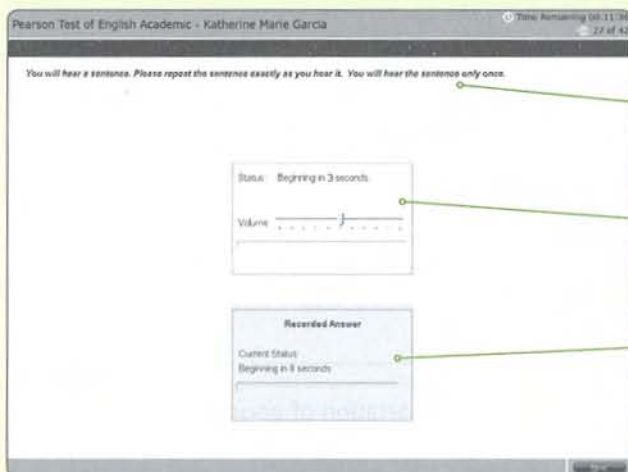 Pearson Test of English Academic - Katherine Marie Garcia
Time Remaining 00:11:36
27 of 42
You will hear a sentence. Please repeat the sentence exactly as you hear it. You will hear the sentence only once.
Status: Beginning in 3 seconds.
Volume
Recorded Answer
Current Status:
Beginning in 8 seconds.